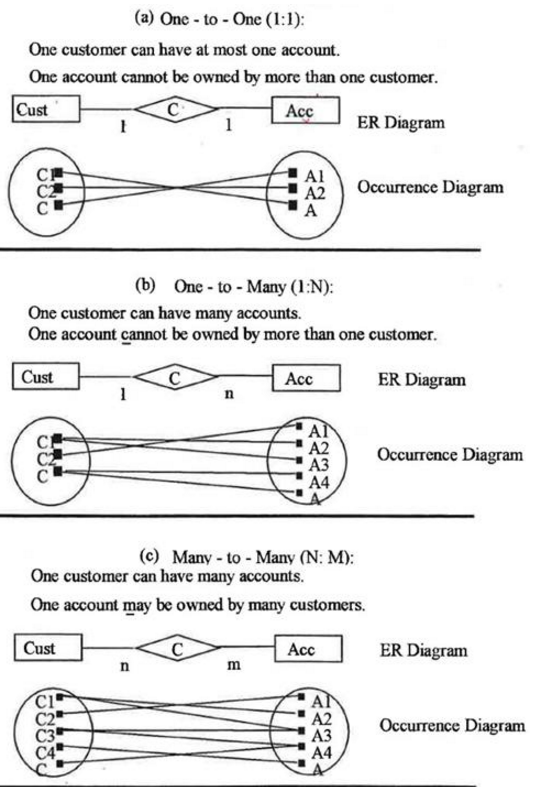 (a) One - to - One (1:1):
One customer can have at most one account.
One account cannot be owned by more than one customer.
Cust C Acc
1 1 ER Diagram
C1 A1
C2 A2 Occurrence Diagram
C A
(b) One - to - Many (1:N):
One customer can have many accounts.
One account cannot be owned by more than one customer.
Cust C Acc ER Diagram
1 n
C1 A1
C2 A2
C A3 Occurrence Diagram
A4
A
(c) Many - to - Many (N: M):
One customer can have many accounts.
One account may be owned by many customers.
Cust C Acc ER Diagram
n m
C1 A1
C2 A2
C3 A3 Occurrence Diagram
C4 A4
C A